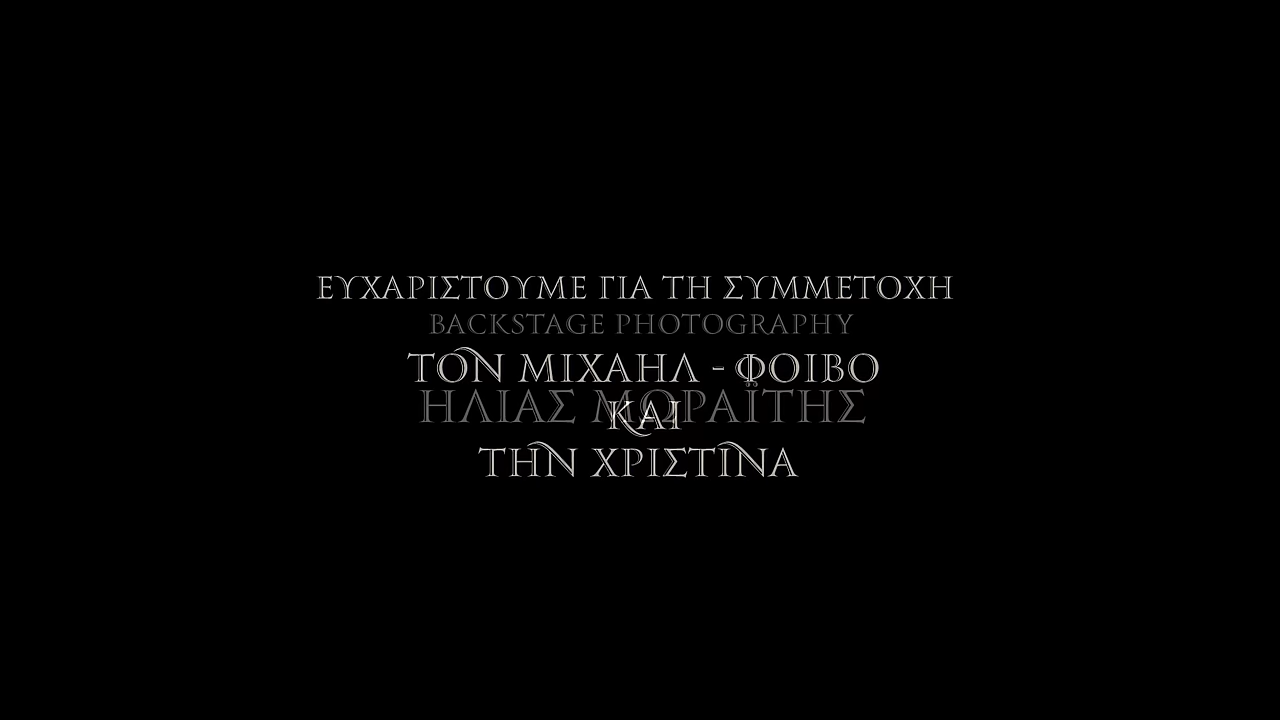 ΕΥΧΑΡΙΣΤΟΥΜΕ ΓΙΑ ΤΗ ΣΥΜΜΕΤΟΧΗ
BACKSTAGE PHOTOGRAPHY
ΤΟΝ ΜΙΧΑΗΛ - ΦΟΙΒΟ
ΗΛΙΑΣ ΜΩΡΑΪΤΗΣ
ΚΑΙ
ΤΗΝ ΧΡΙΣΤΙΝΑ